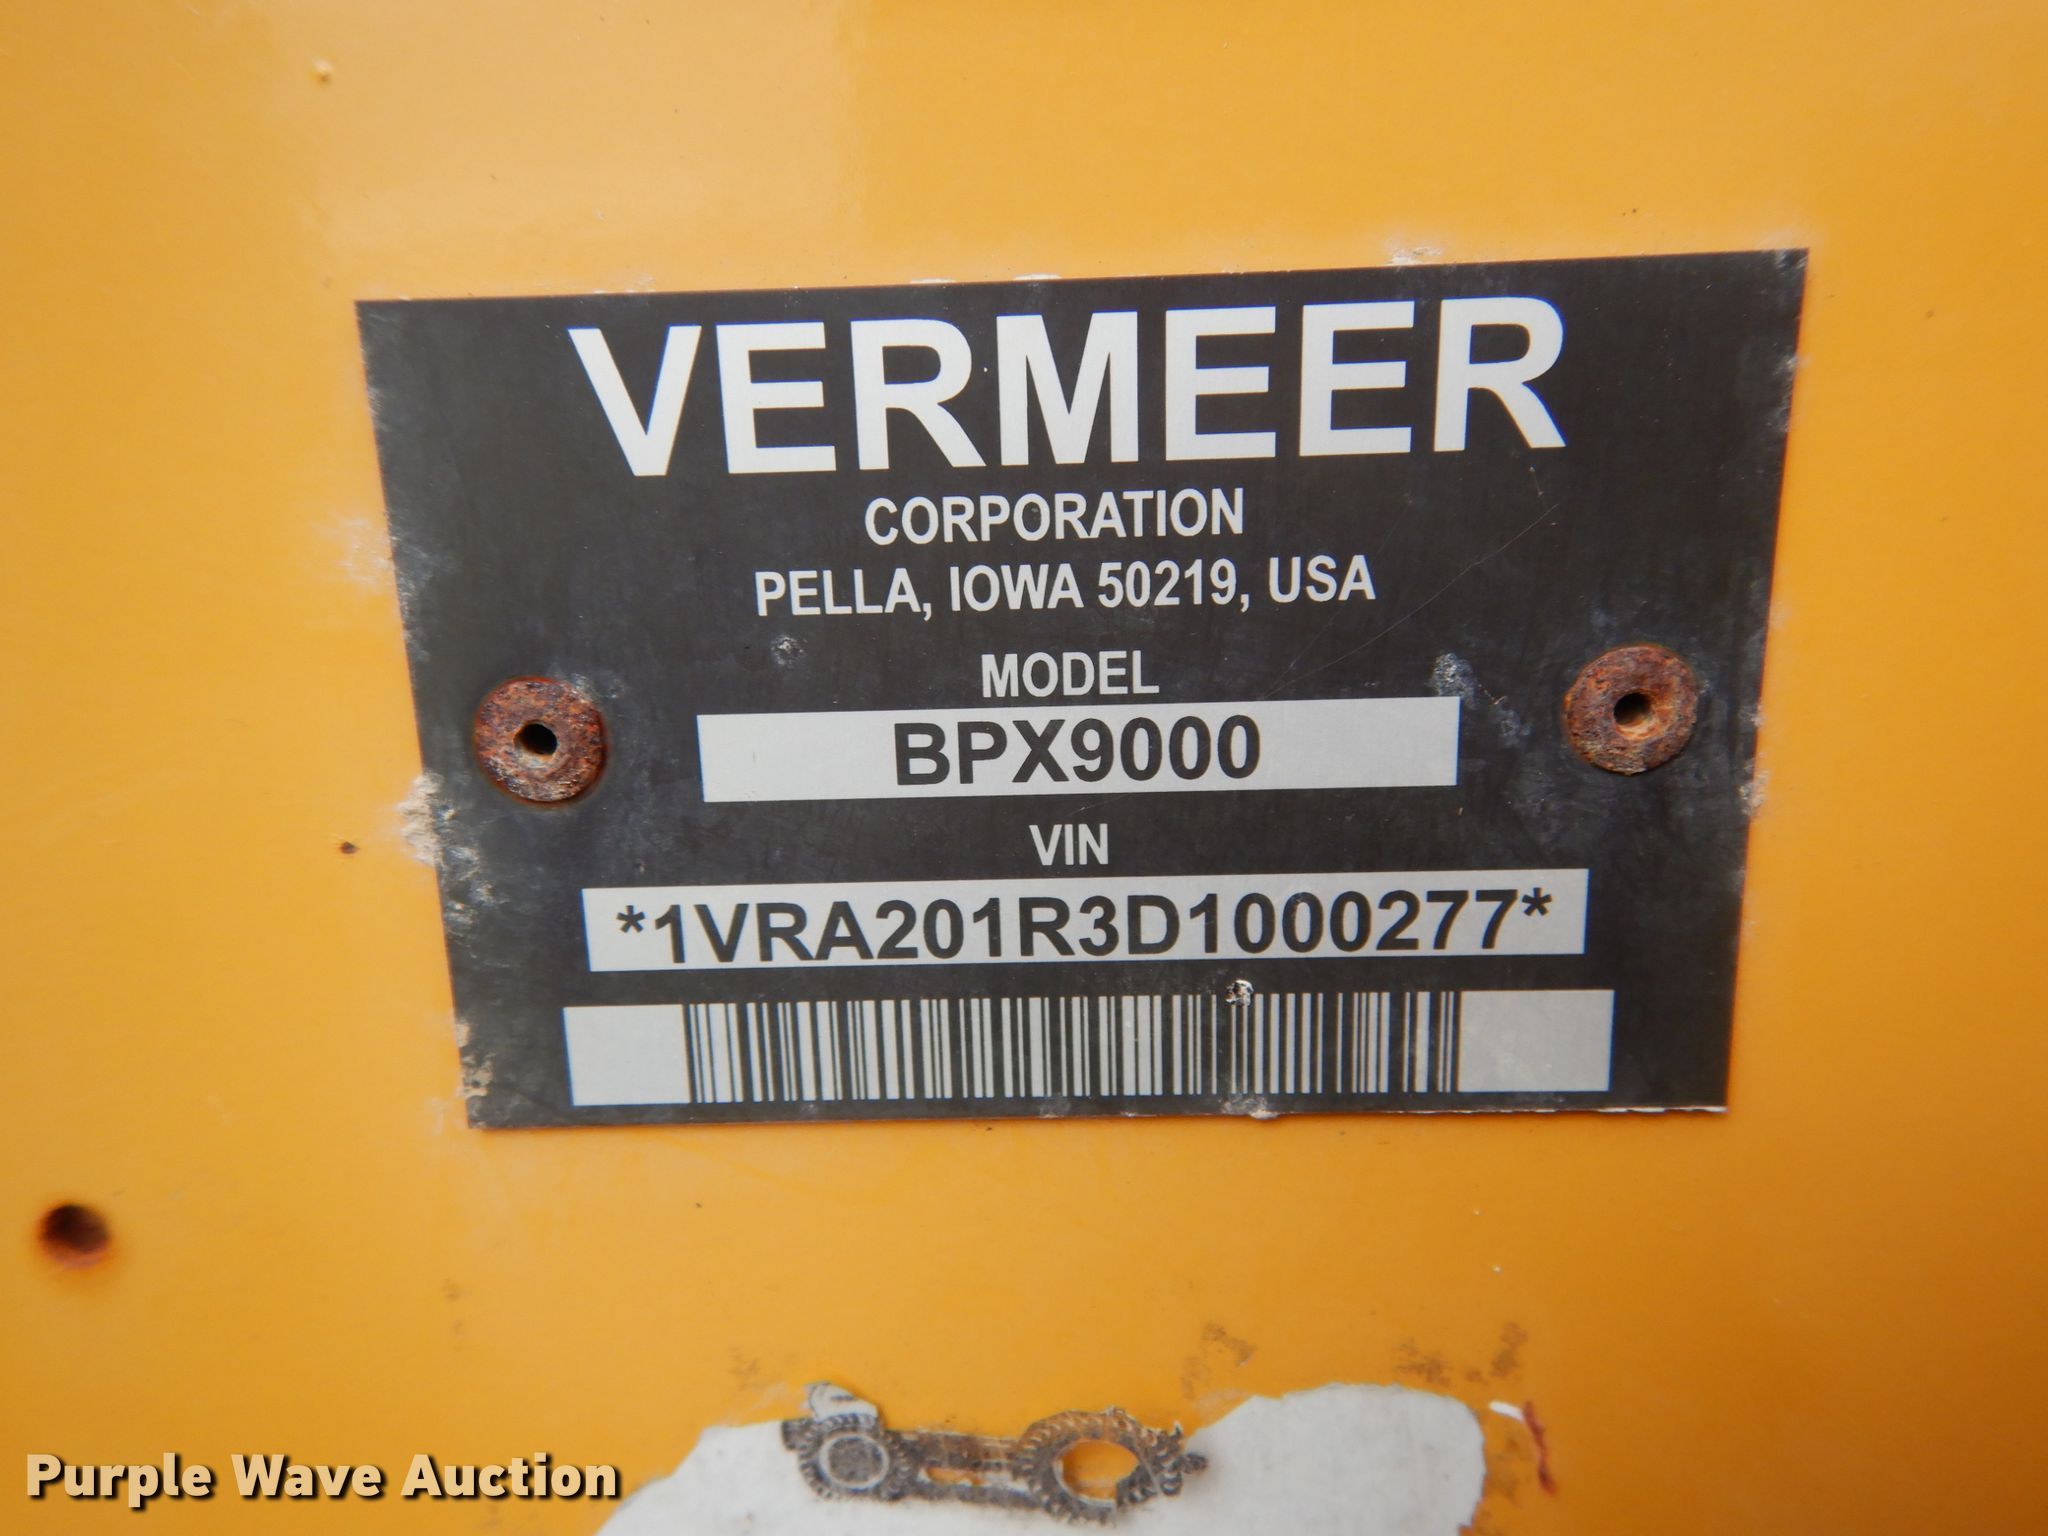 VERMEER
CORPORATION
PELLA, IOWA 50219, USA
MODEL
BPX9000
VIN
*1VRA201R3D1000277*
Purple Wave Auction